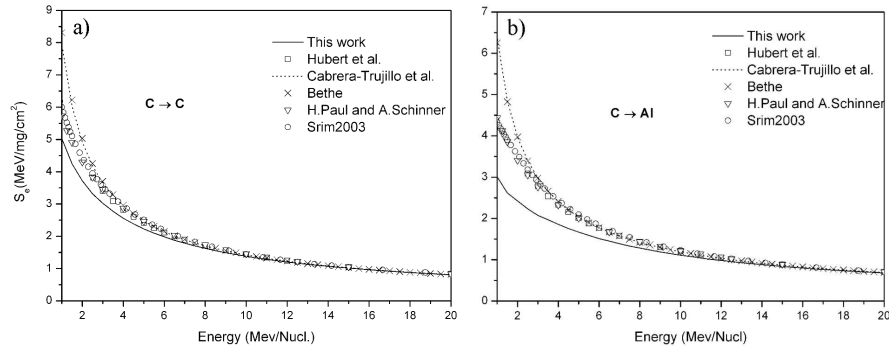 a)
9
8
7
6
5
4
3
2
1
0
Se(MeV/mg/cm²)
This work
Hubert et al.
Cabrera-Trujillo et al.
Bethe
H.Paul and A.Schinner
Srim2003
C → C
2 4 6 8 10 12 14 16 18 20
Energy (Mev/Nucl.)
b)
7
6
5
4
3
2
1
0
This work
Hubert et al.
Cabrera-Trujillo et al.
Bethe
H.Paul and A.Schinner
Srim2003
C → Al
2 4 6 8 10 12 14 16 18 20
Energy (Mev/Nucl)